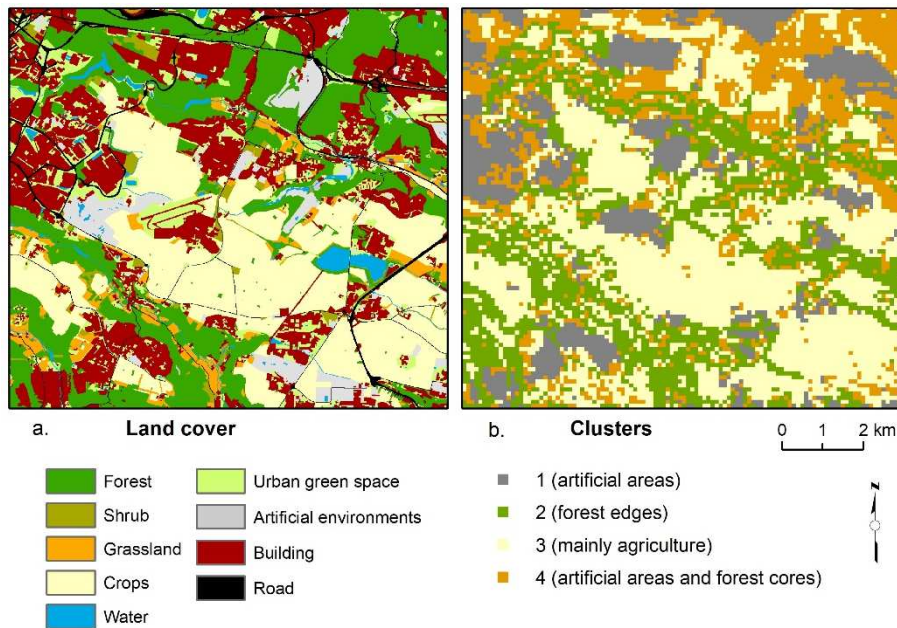 a. Land cover
b. Clusters
0 1 2 km
Forest
Shrub
Grassland
Crops
Water
Urban green space
Artificial environments
Building
Road
1 (artificial areas)
2 (forest edges)
3 (mainly agriculture)
4 (artificial areas and forest cores)
N